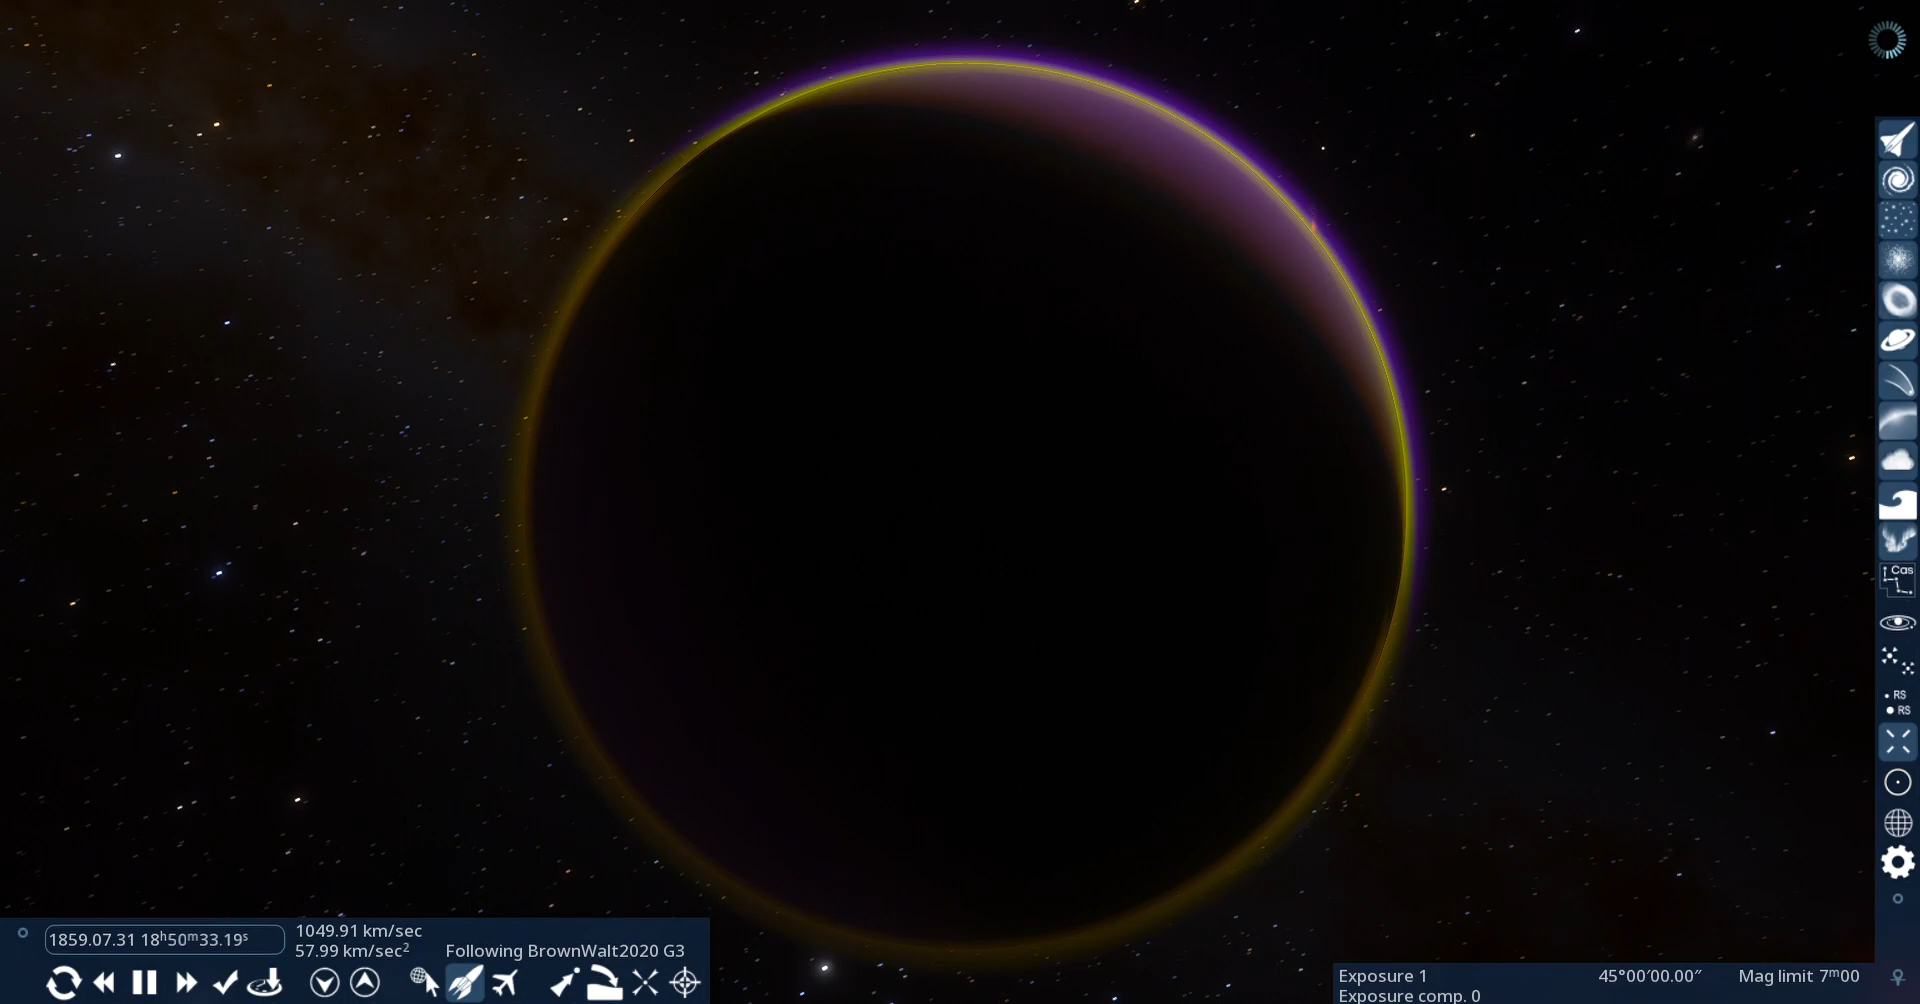 Cas
RS
RS
1859.07.31 18ʰ50ᵐ33.19ˢ
1049.91 km/sec
57.99 km/sec²
Following BrownWalt2020 G3
Exposure 1
45°00′00.00″
Mag limit 7ᵐ00
Exposure comp. 0